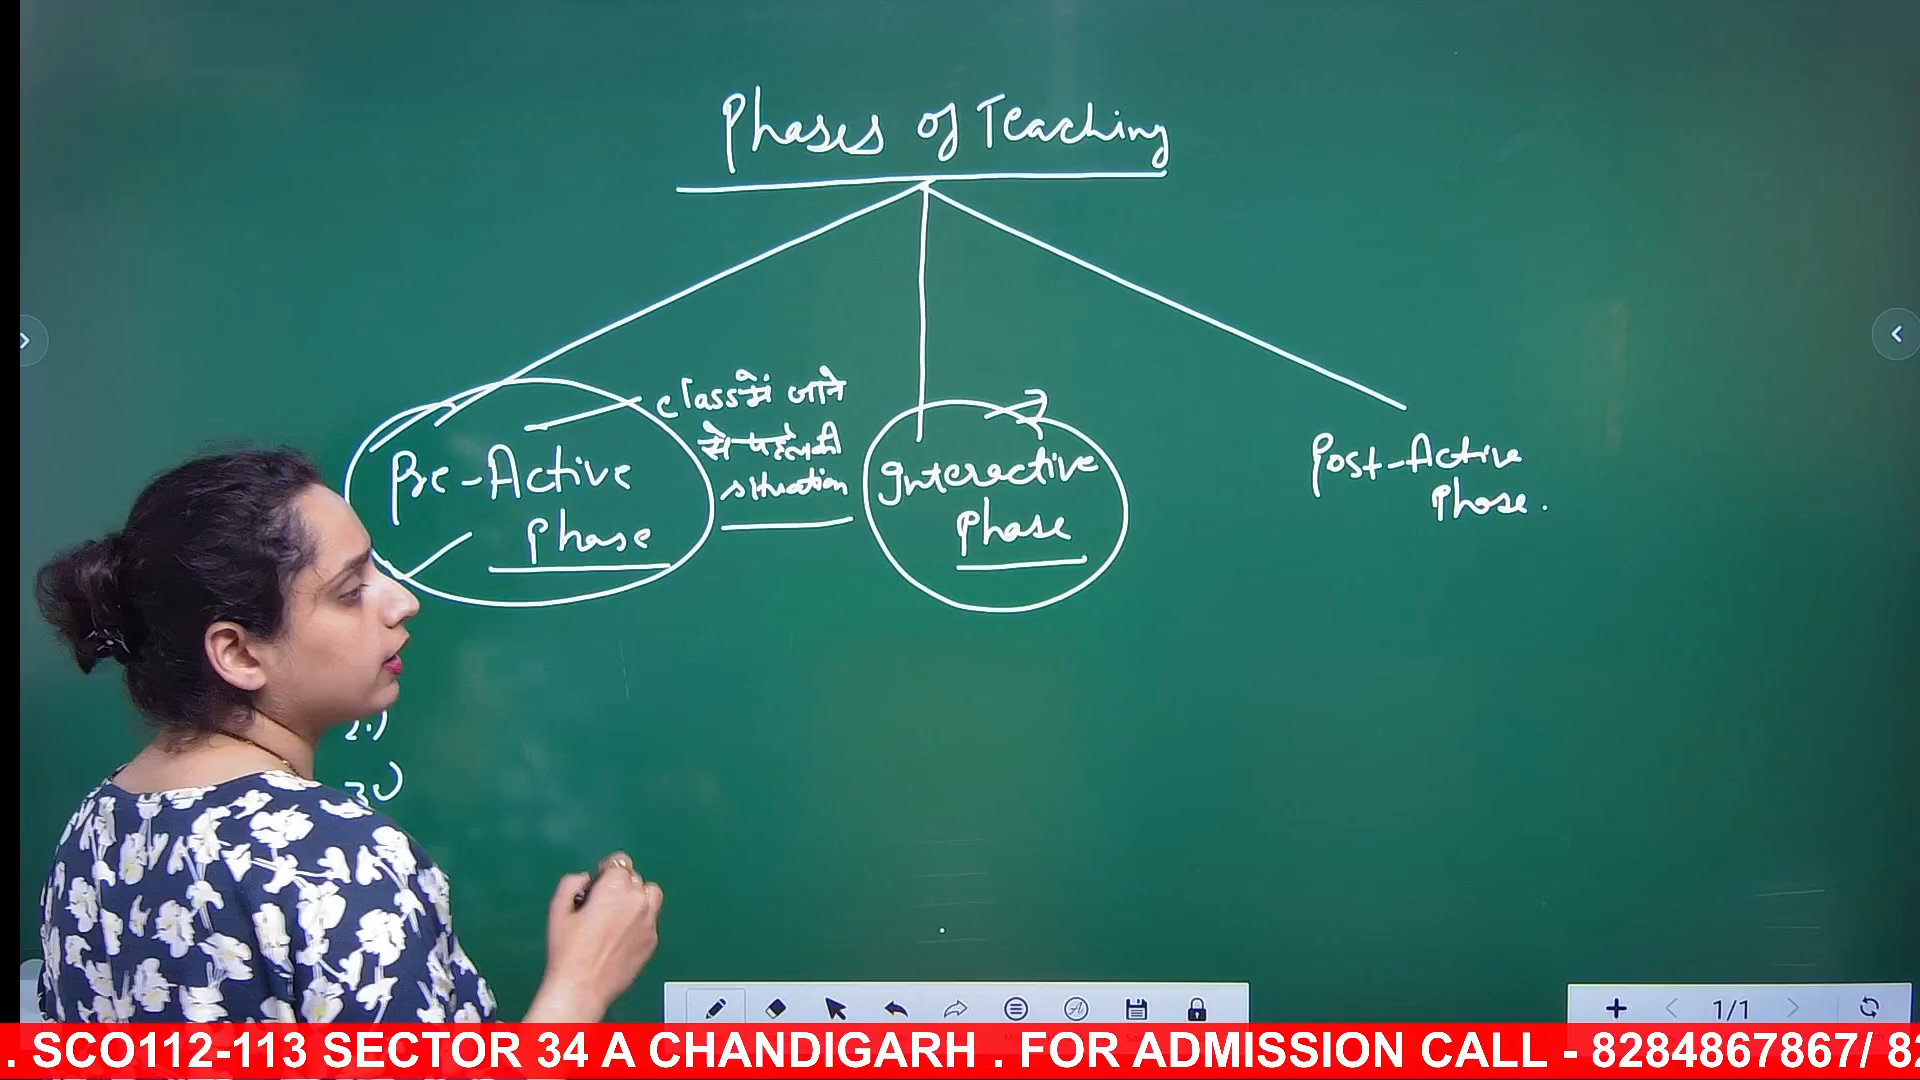 Phases of Teaching
Class में जाने
से पहले की
situation
Pre-Active
Phase
Interactive
Phase
Post-Active
Phase.
2.)
3.)
1/1
. SCO112-113 SECTOR 34 A CHANDIGARH . FOR ADMISSION CALL - 8284867867/ 82